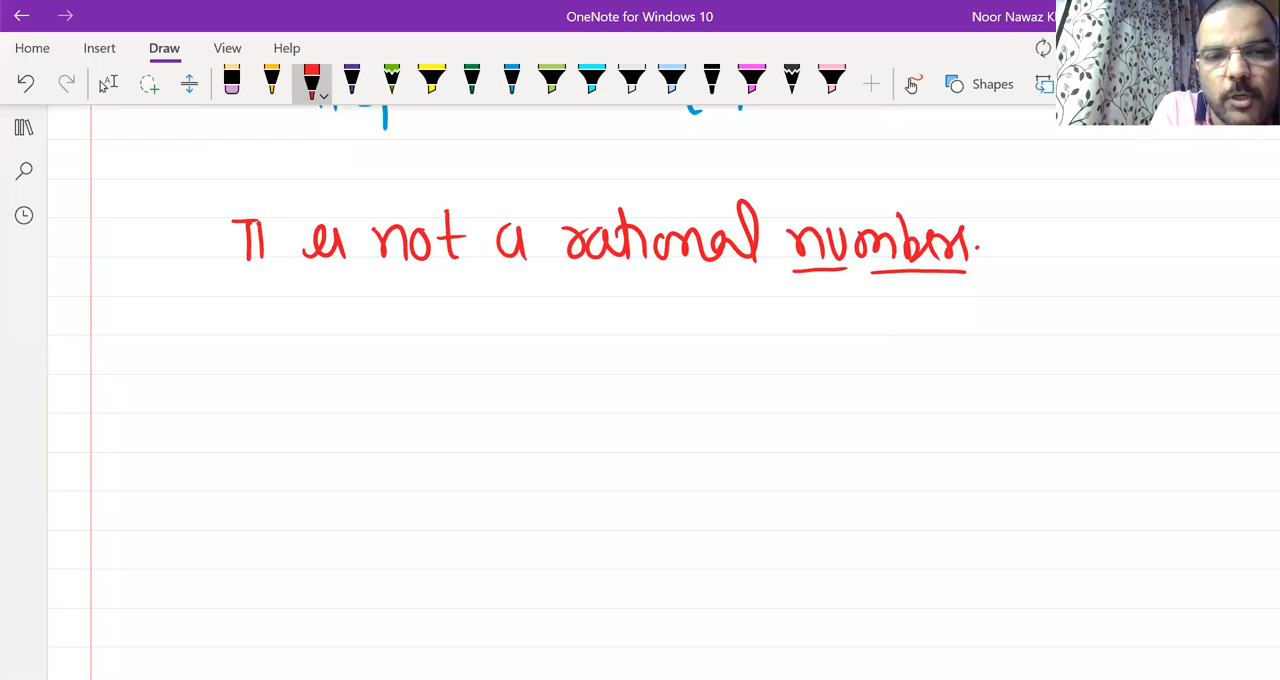 OneNote for Windows 10
Noor Nawaz K
Home Insert Draw View Help
Shapes
π is not a rational number.